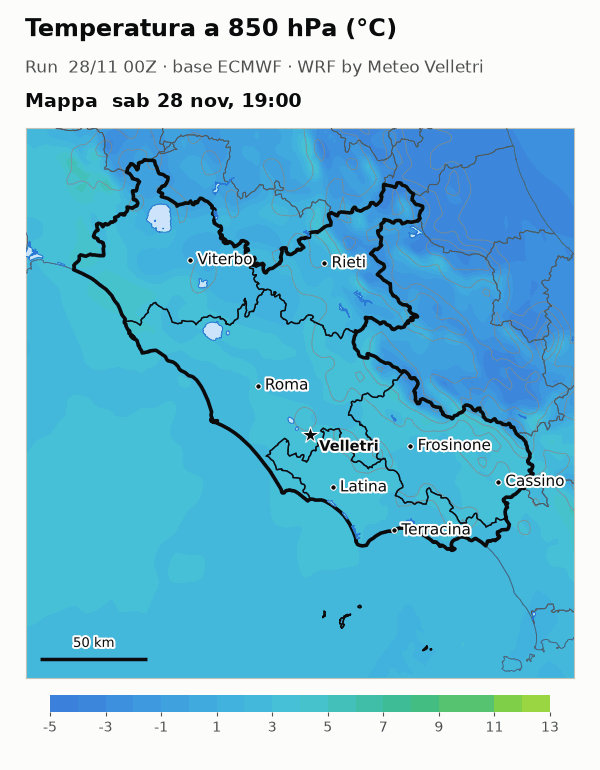 Temperatura a 850 hPa (°C)
Run  28/11 00Z · base ECMWF · WRF by Meteo Velletri
Mappa  sab 28 nov, 19:00
Viterbo
Rieti
Roma
Velletri
Frosinone
Cassino
Latina
Terracina
50 km
-5 -3 -1 1 3 5 7 9 11 13